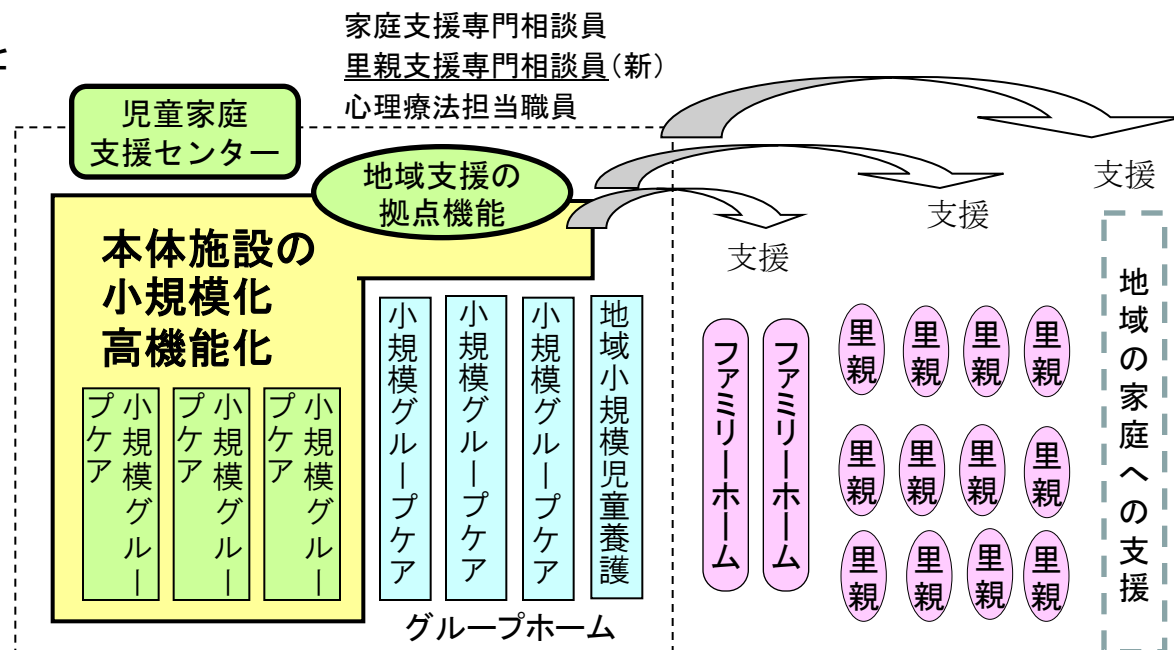 家庭支援専門相談員
里親支援専門相談員(新)
心理療法担当職員
児童家庭
支援センター
地域支援の
拠点機能
本体施設の
小規模化
高機能化
小規模グルー
プケア
小規模グルー
プケア
小規模グルー
プケア
小規模グループケア
小規模グループケア
小規模グループケア
地域小規模児童養護
グループホーム
支援
支援
支援
ファミリーホーム
ファミリーホーム
里親
里親
里親
里親
里親
里親
里親
里親
里親
里親
里親
里親
地域の家庭への支援